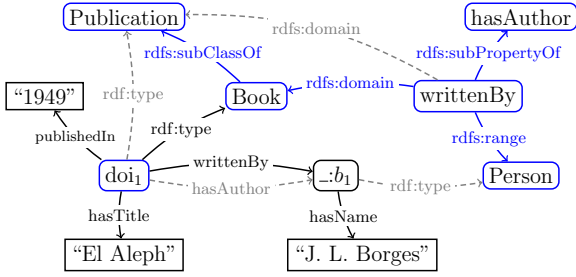 Publication
hasAuthor
rdfs:domain
rdfs:subClassOf
rdfs:subPropertyOf
rdfs:domain
“1949”
rdf:type
Book
writtenBy
publishedIn
rdf:type
rdfs:range
writtenBy
doi₁
hasAuthor
_:b₁
rdf:type
Person
hasTitle
hasName
“El Aleph”
“J. L. Borges”